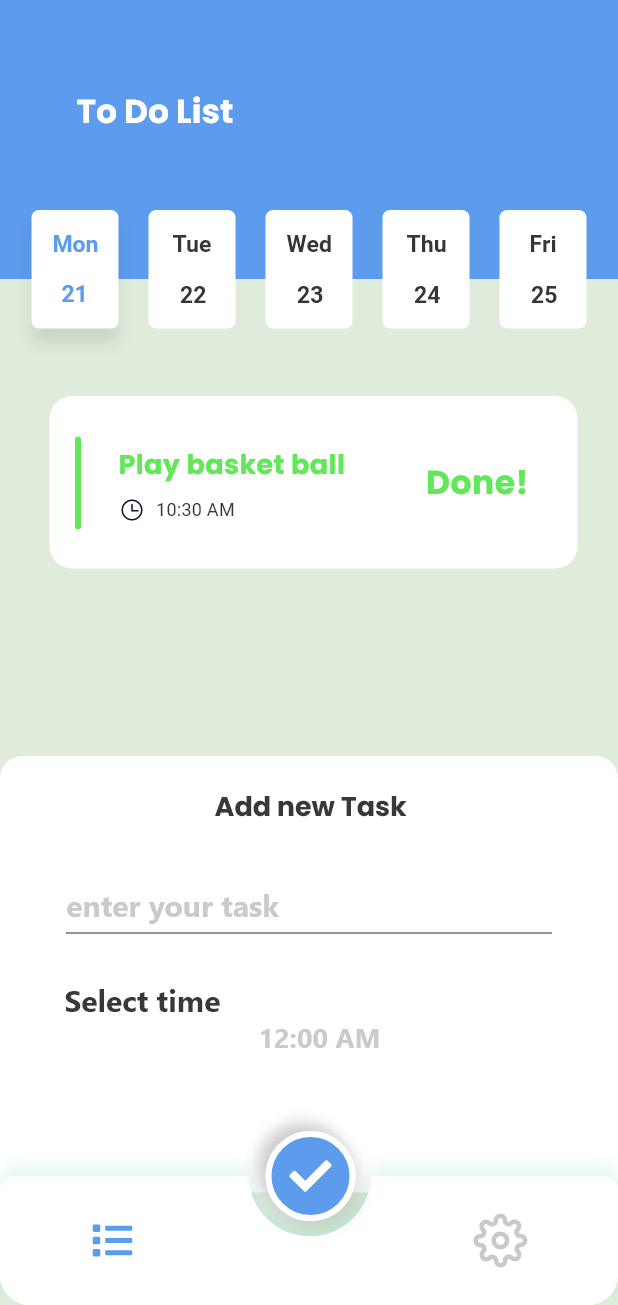 To Do List
Mon Tue Wed Thu Fri
21 22 23 24 25
Play basket ball
Done!
10:30 AM
Add new Task
enter your task
Select time
12:00 AM